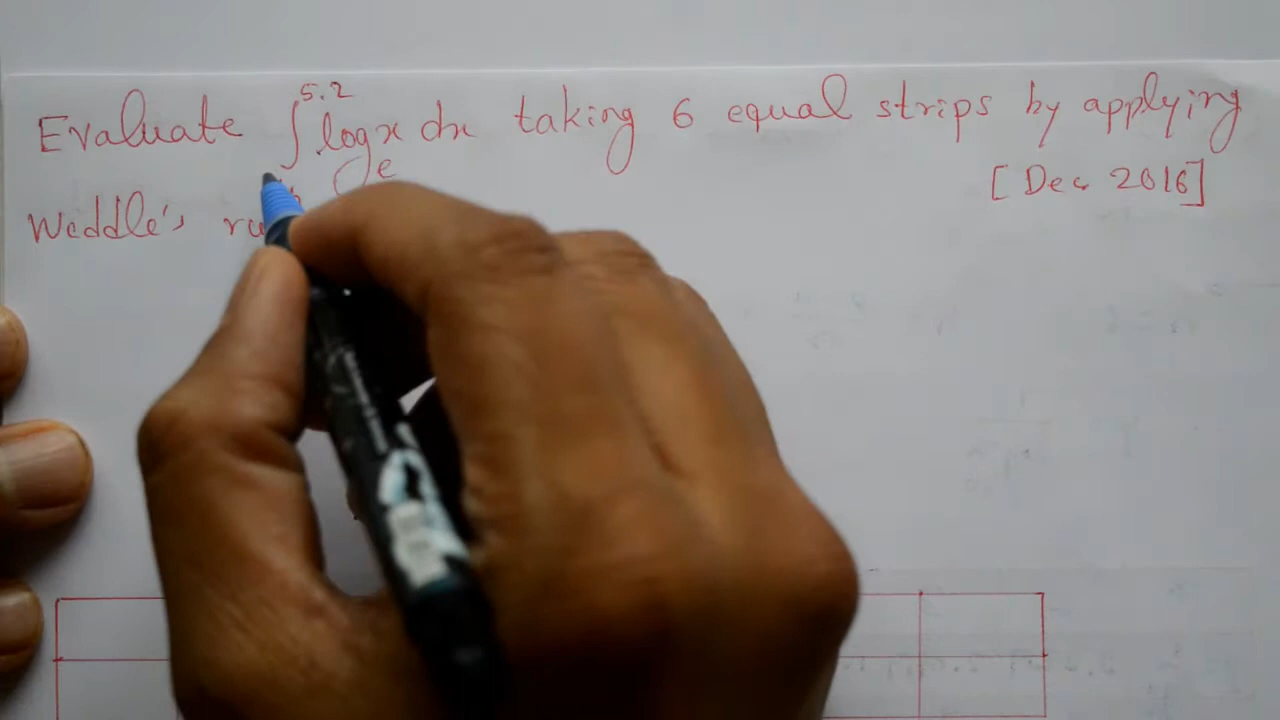 Evaluate ∫ 5.2 logₑx dx taking 6 equal strips by applying
Weddle's
[Dec 2016]